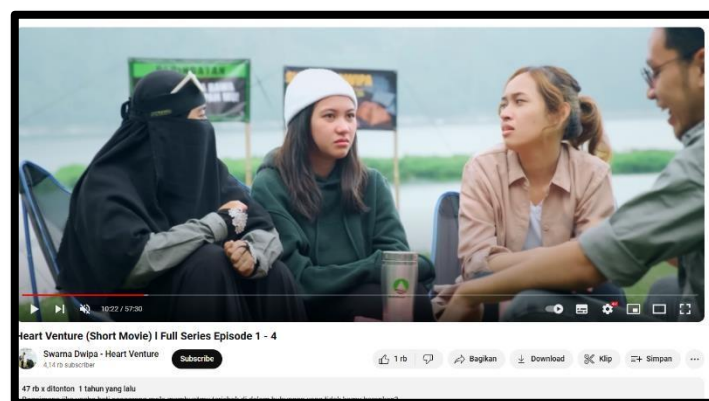 PERINGATAN
10:22 / 57:30
Heart Venture (Short Movie) I Full Series Episode 1 - 4
Swarna Dwipa - Heart Venture
4,14 rb subscriber
Subscribe
1 rb
Bagikan
Download
Klip
Simpan
47 rb x ditonton 1 tahun yang lalu